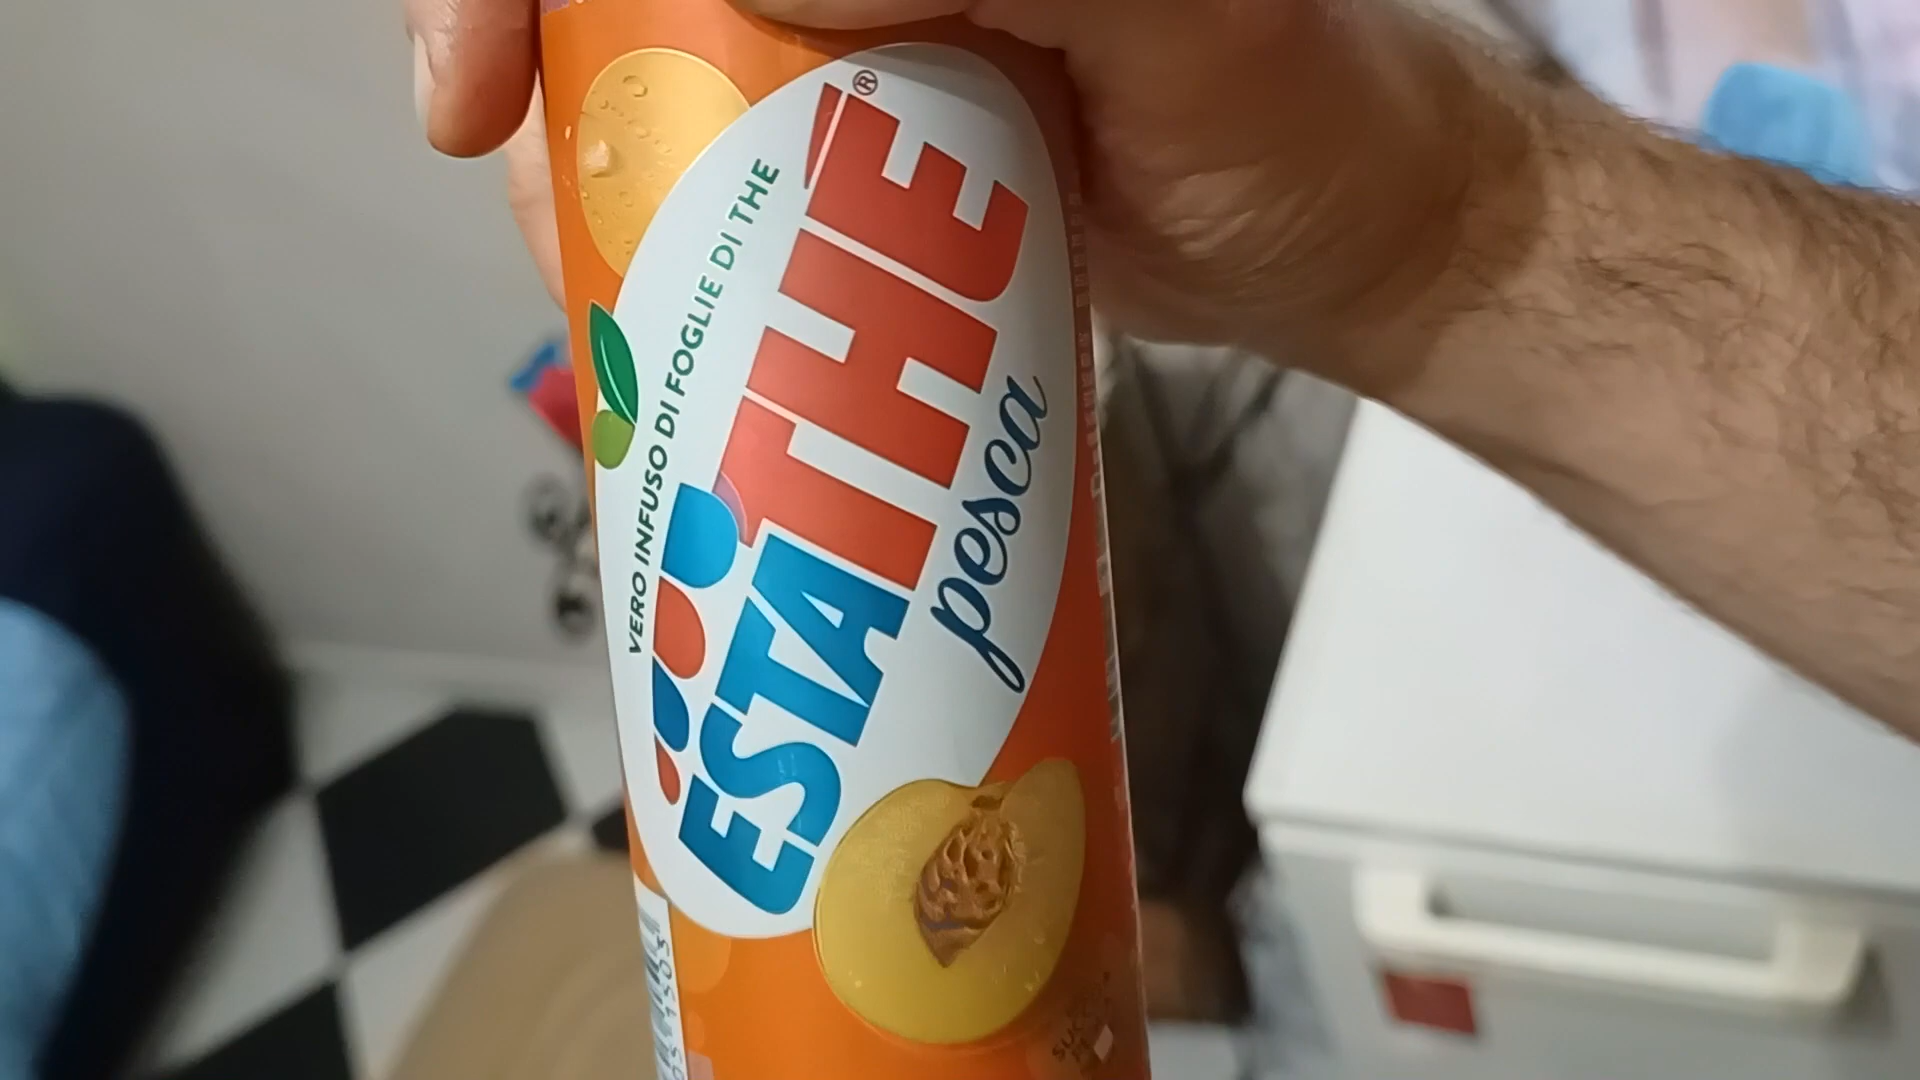 VERO INFUSO DI FOGLIE DI THE
ESTATHÉ®
pesca